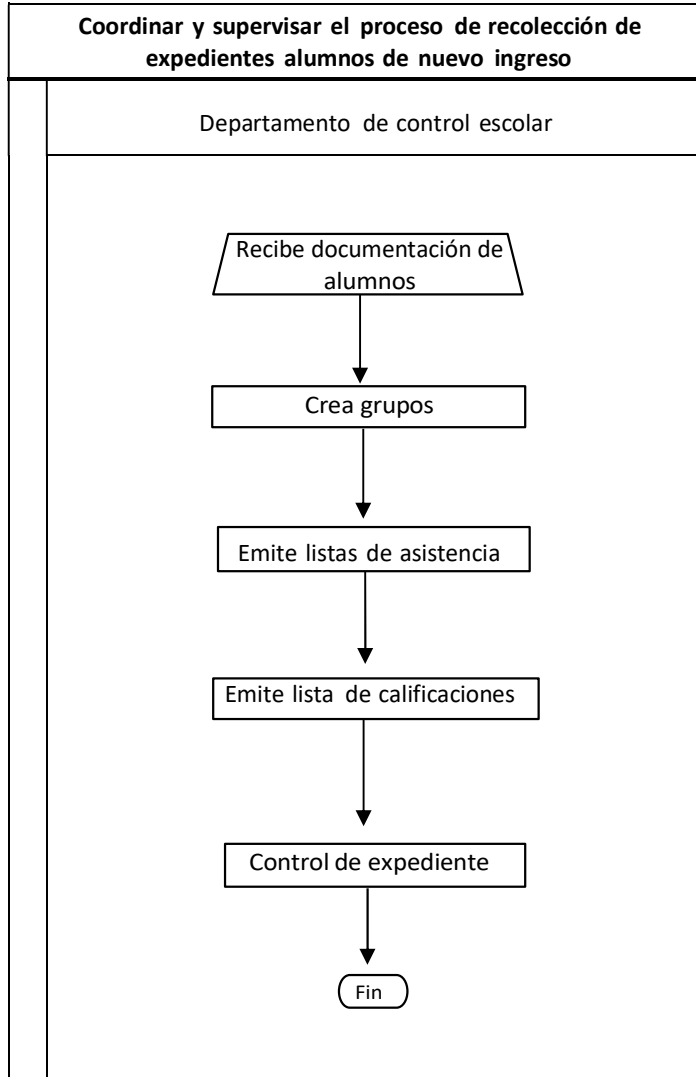 Coordinar y supervisar el proceso de recolección de
expedientes alumnos de nuevo ingreso
Departamento de control escolar
Recibe documentación de
alumnos
Crea grupos
Emite listas de asistencia
Emite lista de calificaciones
Control de expediente
Fin